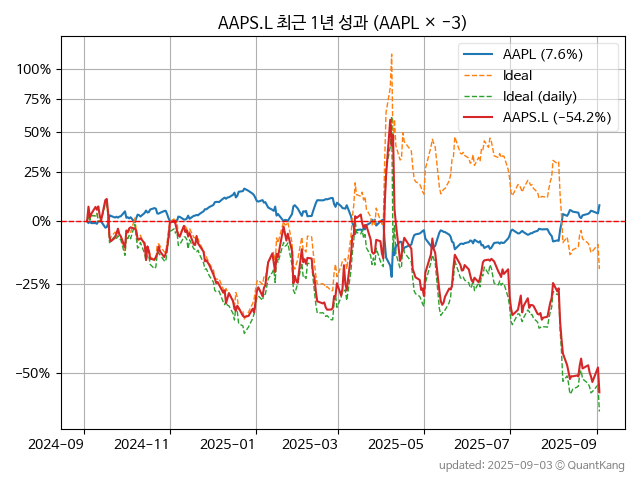 AAPS.L 최근 1년 성과 (AAPL × −3)
AAPL (7.6%)
Ideal
Ideal (daily)
AAPS.L (−54.2%)
100%
75%
50%
25%
0%
−25%
−50%
2024-09
2024-11
2025-01
2025-03
2025-05
2025-07
2025-09
updated: 2025-09-03 ⓒ QuantKang